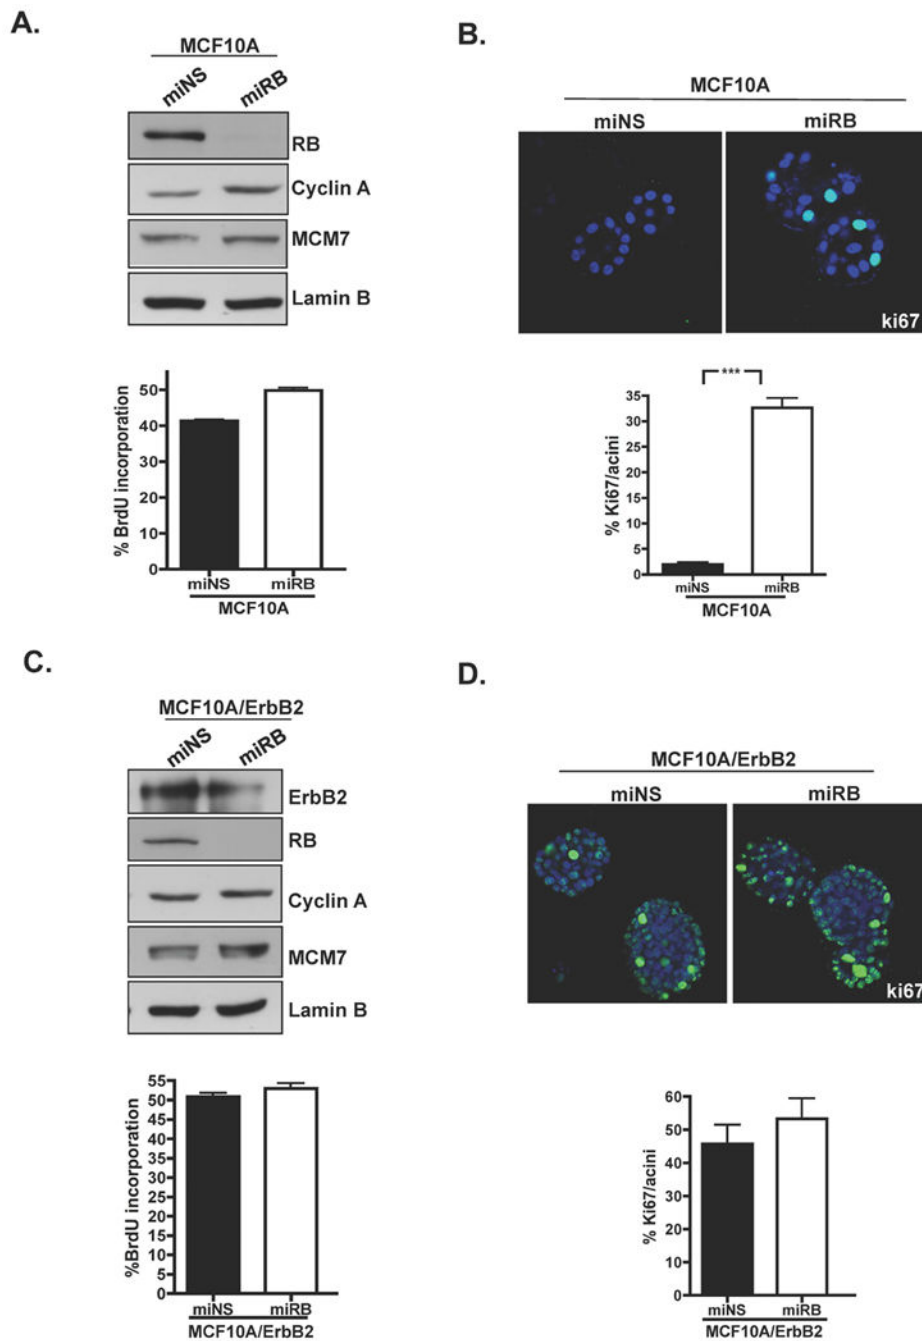 A.
MCF10A
miNS miRB
RB
Cyclin A
MCM7
Lamin B
% BrdU incorporation
50
40
30
20
10
0
miNS miRB
MCF10A
B.
MCF10A
miNS miRB
ki67
***
% Ki67/acini
35
30
25
20
15
10
5
0
miNS miRB
MCF10A
C.
MCF10A/ErbB2
miNS miRB
ErbB2
RB
Cyclin A
MCM7
Lamin B
%BrdU incorporation
55
50
45
40
35
30
25
20
15
10
5
0
miNS miRB
MCF10A/ErbB2
D.
MCF10A/ErbB2
miNS miRB
ki67
% Ki67/acini
60
50
40
30
20
10
0
miNS miRB
MCF10A/ErbB2